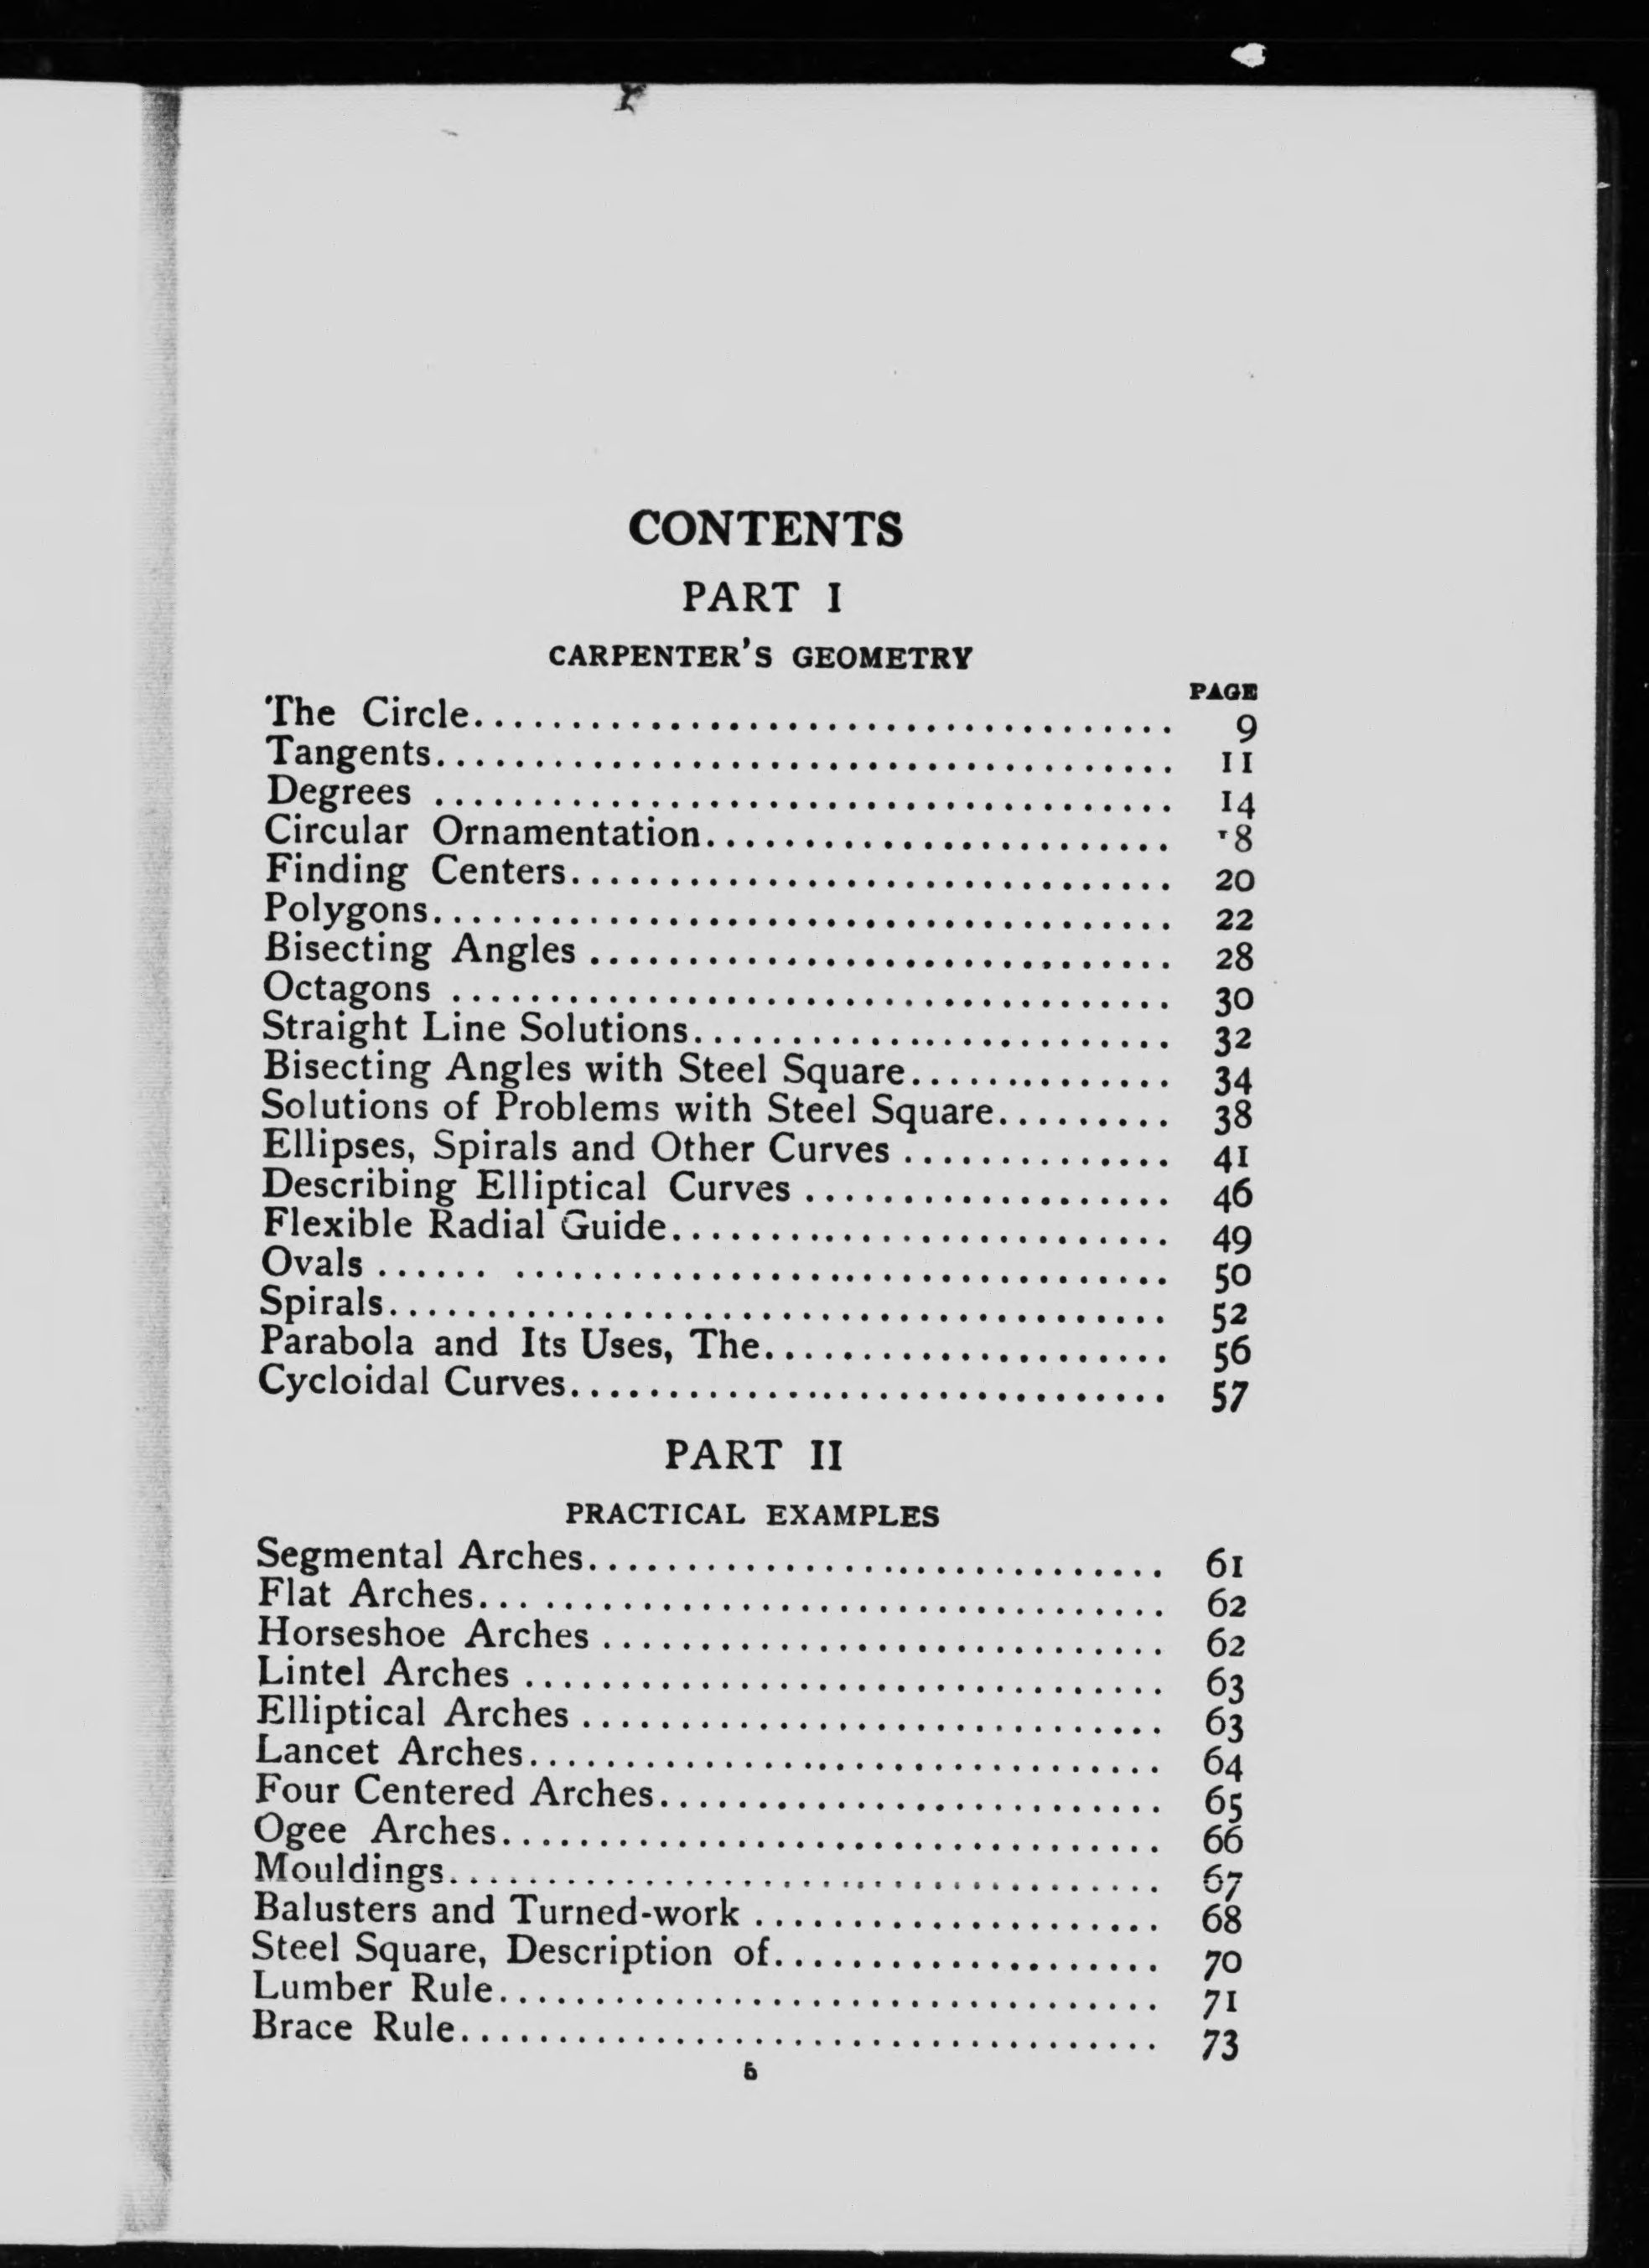 CONTENTS
PART I
CARPENTER'S GEOMETRY
PAGE
The Circle.................................... 9
Tangents...................................... 11
Degrees ...................................... 14
Circular Ornamentation........................ 18
Finding Centers............................... 20
Polygons...................................... 22
Bisecting Angles .............................. 28
Octagons ..................................... 30
Straight Line Solutions......................... 32
Bisecting Angles with Steel Square.............. 34
Solutions of Problems with Steel Square......... 38
Ellipses, Spirals and Other Curves .............. 41
Describing Elliptical Curves ................... 46
Flexible Radial Guide.......................... 49
Ovals ...... .................................. 50
Spirals........................................ 52
Parabola and Its Uses, The..................... 56
Cycloidal Curves............................... 57
PART II
PRACTICAL EXAMPLES
Segmental Arches.............................. 61
Flat Arches... ................................ 62
Horseshoe Arches ............................. 62
Lintel Arches ................................. 63
Elliptical Arches .............................. 63
Lancet Arches................................. 64
Four Centered Arches.......................... 65
Ogee Arches.................................. 66
Mouldings..................................... 67
Balusters and Turned-work ..................... 68
Steel Square, Description of.................... 70
Lumber Rule.................................. 71
Brace Rule.................................... 73
5